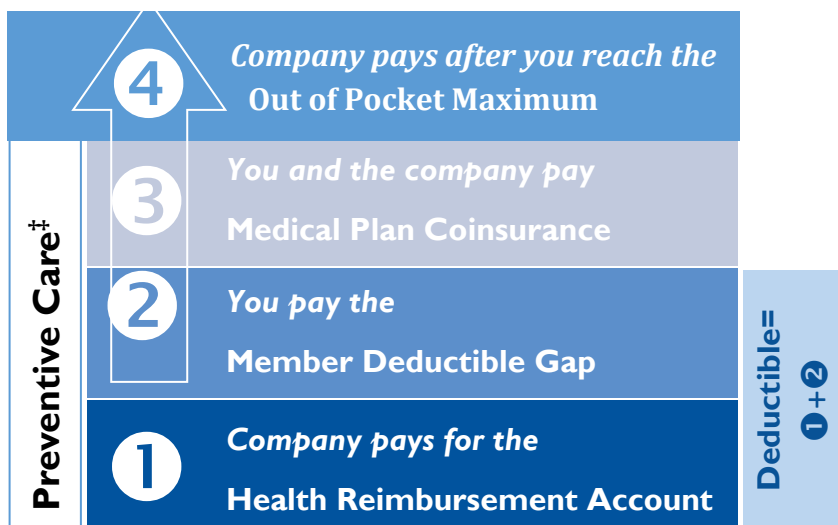 4
Company pays after you reach the
Out of Pocket Maximum
3
You and the company pay
Medical Plan Coinsurance
2
You pay the
Member Deductible Gap
1
Company pays for the
Health Reimbursement Account
Preventive Care‡
Deductible=
❶+❷